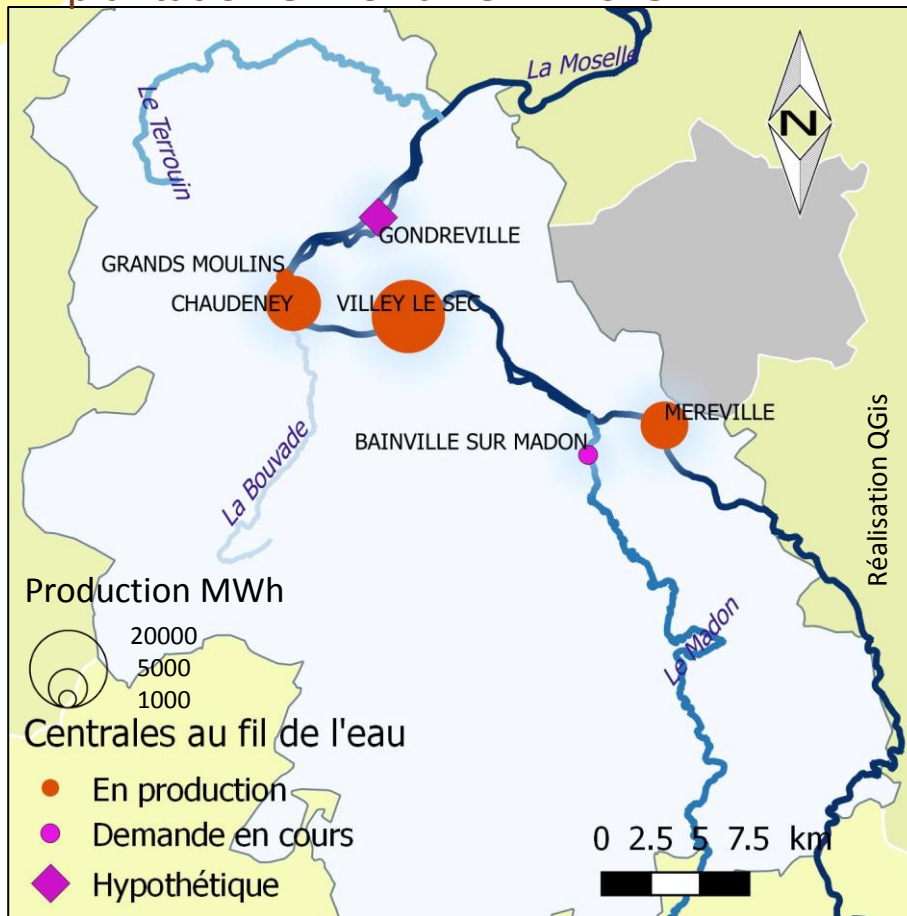 La Moselle
Le Terrouin
N
GONDREVILLE
GRANDS MOULINS
CHAUDENEY
VILLEY LE SEC
MEREVILLE
BAINVILLE SUR MADON
La Bouvade
Réalisation QGis
Le Madon
Production MWh
20000
5000
1000
Centrales au fil de l'eau
En production
Demande en cours
Hypothétique
0 2.5 5 7.5 km